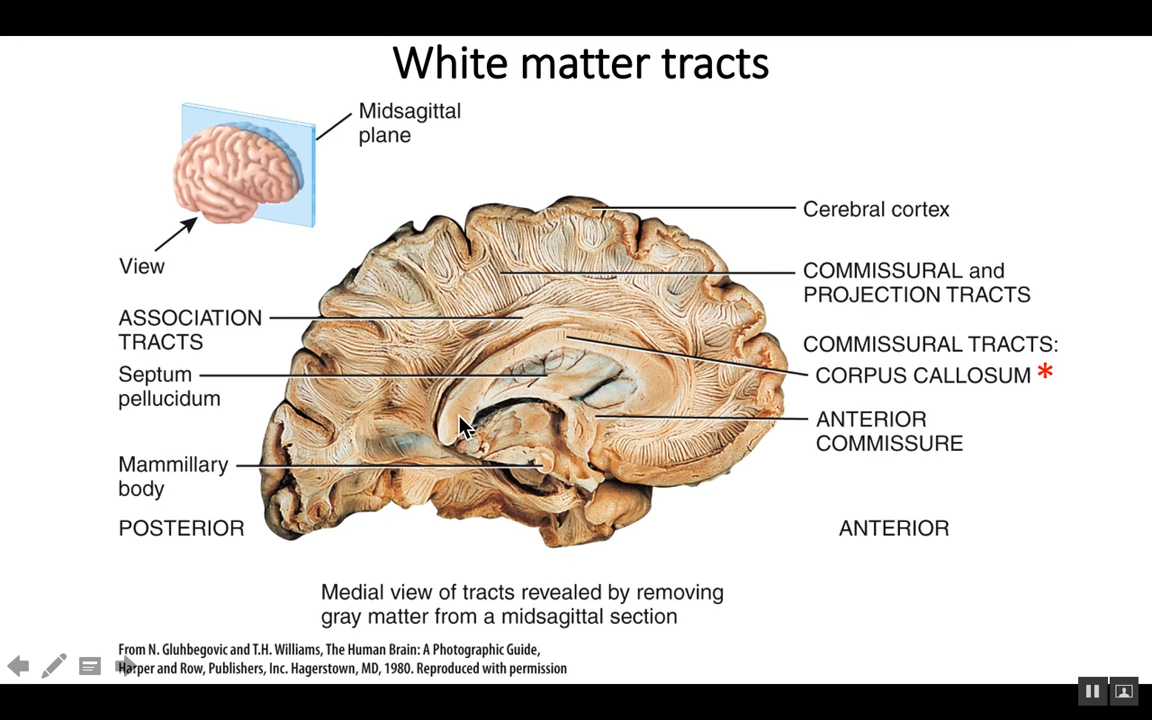 White matter tracts
Midsagittal
plane
View
Cerebral cortex
COMMISSURAL and
PROJECTION TRACTS
ASSOCIATION
TRACTS
COMMISSURAL TRACTS:
CORPUS CALLOSUM *
Septum
pellucidum
ANTERIOR
COMMISSURE
Mammillary
body
POSTERIOR
ANTERIOR
Medial view of tracts revealed by removing
gray matter from a midsagittal section
From N. Gluhbegovic and T.H. Williams, The Human Brain: A Photographic Guide,
Harper and Row, Publishers, Inc. Hagerstown, MD, 1980. Reproduced with permission